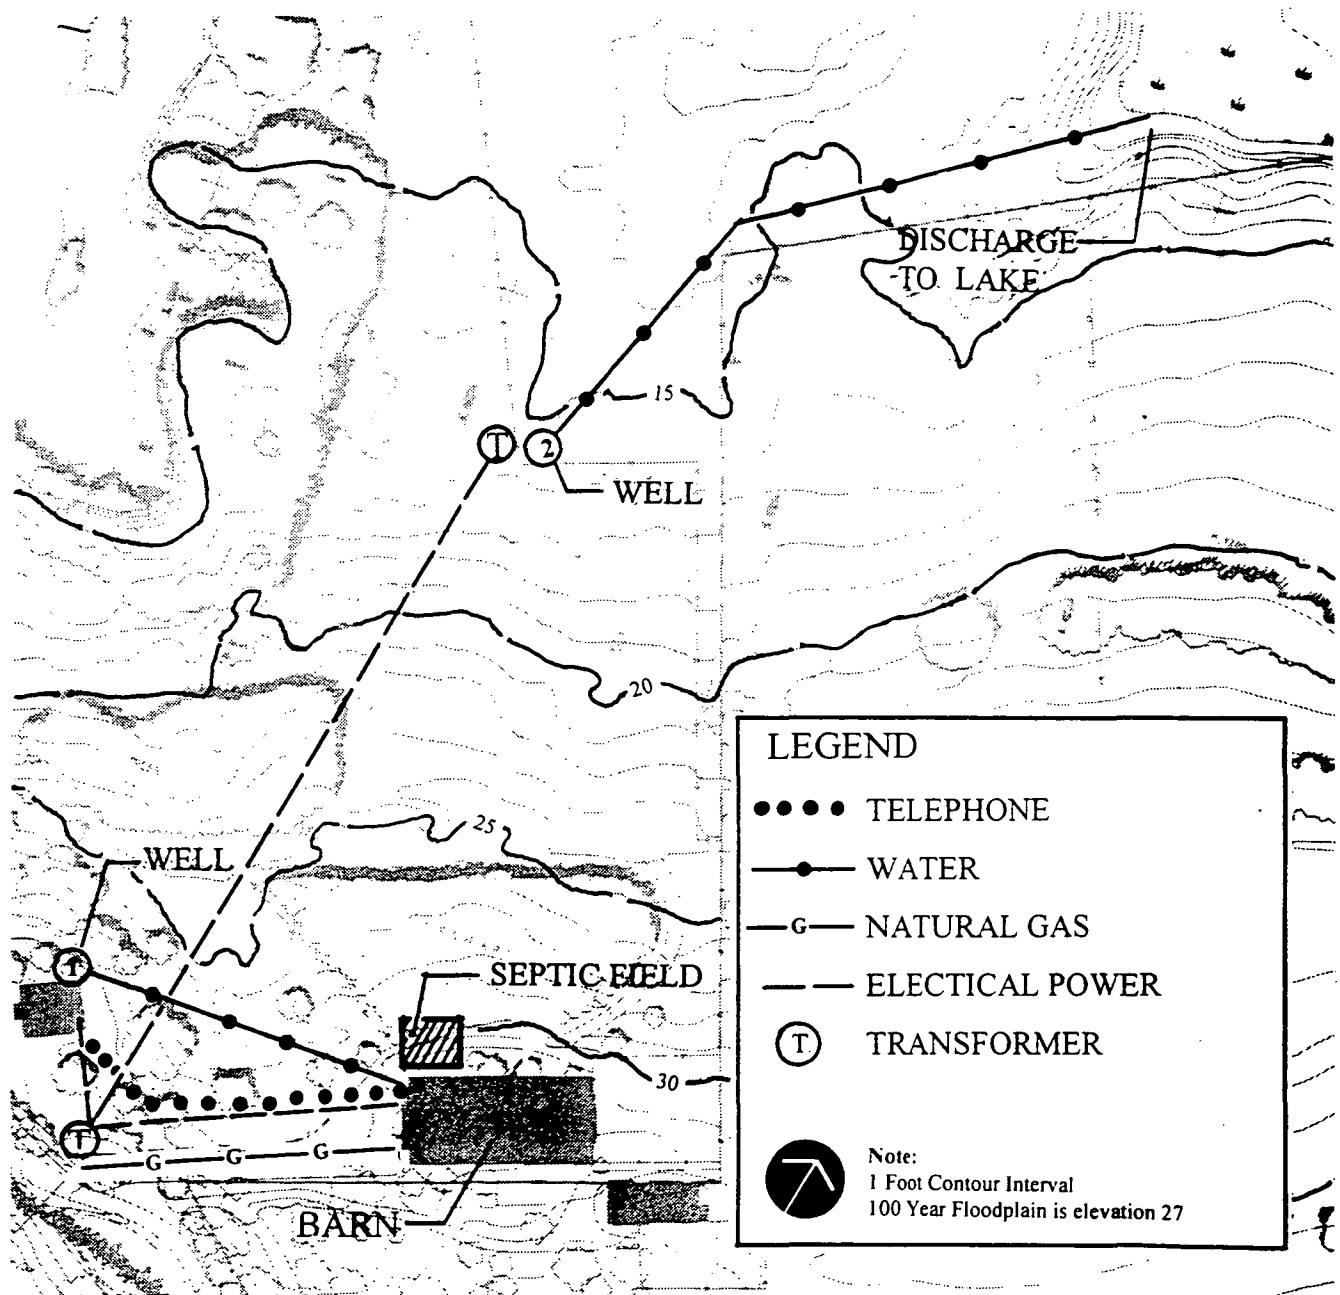 DISCHARGE
TO LAKE
15
T
2
WELL
20
25
WELL
1
SEPTIC FIELD
30
T
G G G
BARN
LEGEND
TELEPHONE
WATER
G NATURAL GAS
ELECTICAL POWER
T TRANSFORMER
Note:
1 Foot Contour Interval
100 Year Floodplain is elevation 27